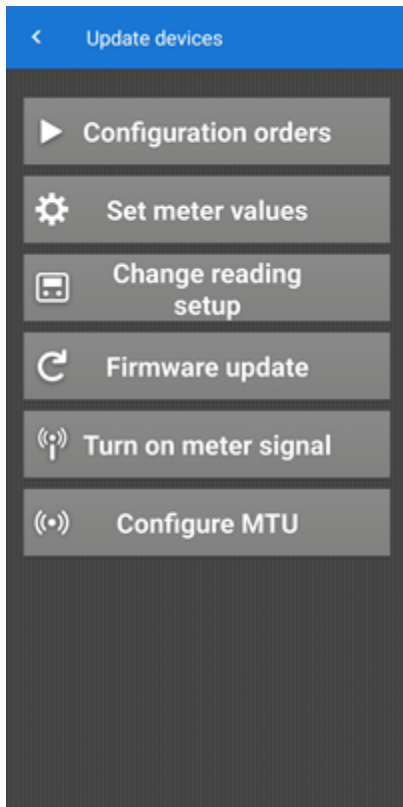 Update devices
Configuration orders
Set meter values
Change reading
setup
Firmware update
Turn on meter signal
Configure MTU